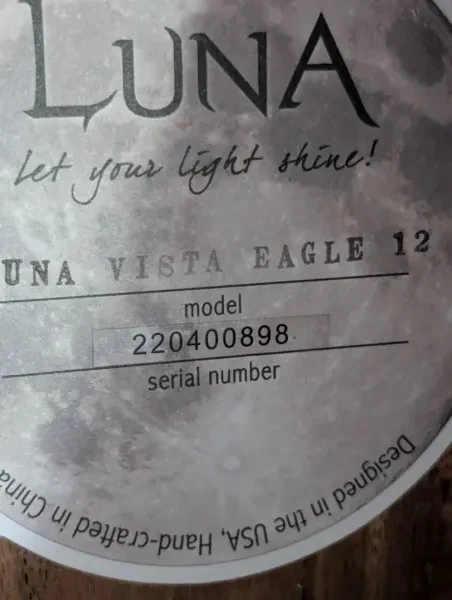 LUNA
Let your light shine!
UNA VISTA EAGLE 12
model
220400898
serial number
Designed in the USA, Hand-crafted in China